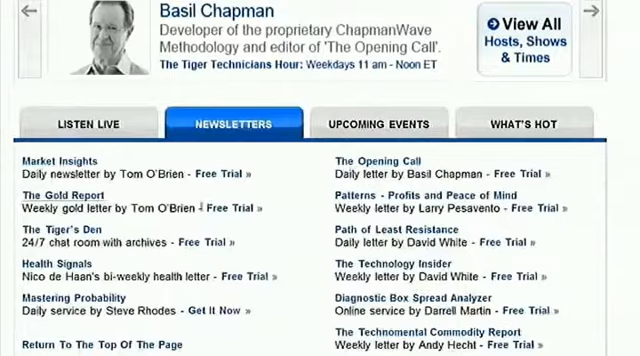 Basil Chapman
Developer of the proprietary ChapmanWave
Methodology and editor of 'The Opening Call'.
The Tiger Technicians Hour: Weekdays 11 am - Noon ET
View All
Hosts, Shows
& Times
LISTEN LIVE
NEWSLETTERS
UPCOMING EVENTS
WHAT'S HOT
Market Insights
Daily newsletter by Tom O'Brien - Free Trial »
The Gold Report
Weekly gold letter by Tom O'Brien - Free Trial »
The Tiger's Den
24/7 chat room with archives - Free Trial »
Health Signals
Nico de Haan's bi-weekly health letter - Free Trial »
Mastering Probability
Daily service by Steve Rhodes - Get It Now »
Return To The Top Of The Page
The Opening Call
Daily letter by Basil Chapman - Free Trial »
Patterns - Profits and Peace of Mind
Weekly letter by Larry Pesavento - Free Trial »
Path of Least Resistance
Daily letter by David White - Free Trial »
The Technology Insider
Weekly letter by David White - Free Trial »
Diagnostic Box Spread Analyzer
Online service by Darrell Martin - Free Trial »
The Technomental Commodity Report
Weekly letter by Andy Hecht - Free Trial »